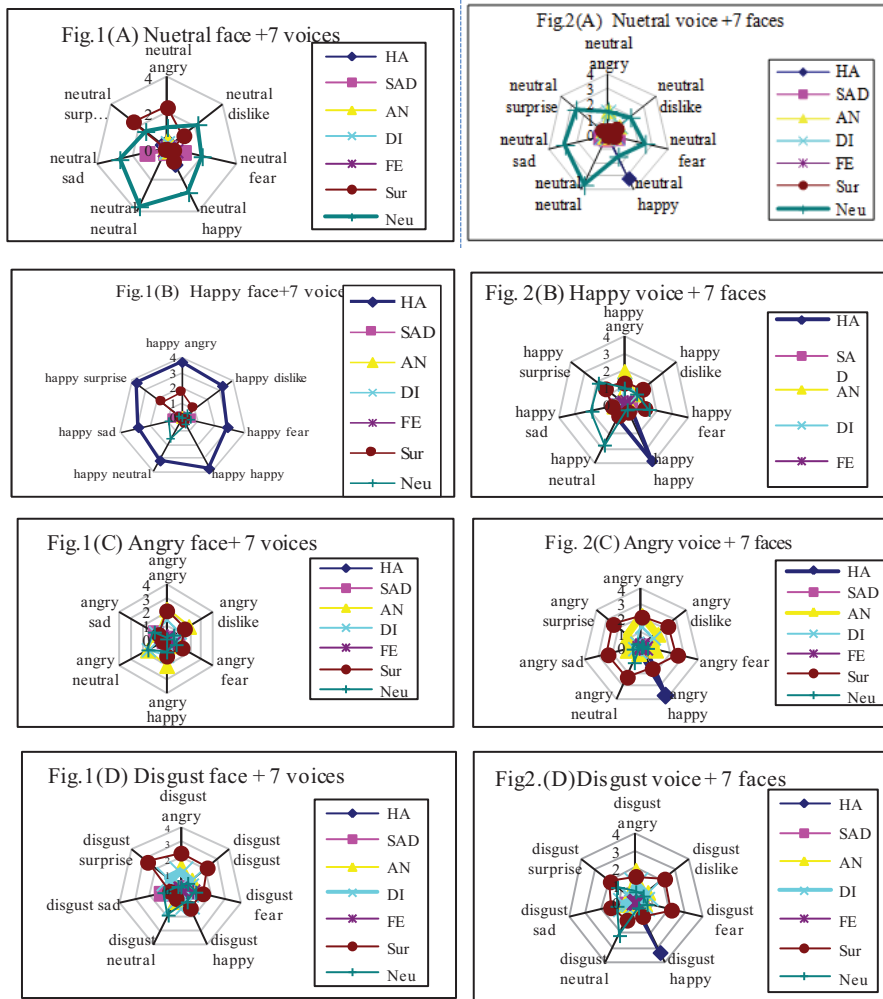 Fig.1(A) Nuetral face +7 voices
neutral
angry
neutral
dislike
neutral
fear
neutral
happy
neutral
neutral
neutral
sad
neutral
surp…
4
2
0
HA
SAD
AN
DI
FE
Sur
Neu
Fig.2(A) Nuetral voice +7 faces
neutral
angry
neutral
dislike
neutral
fear
neutral
happy
neutral
neutral
neutral
sad
neutral
surprise
4
3
2
1
0
HA
SAD
AN
DI
FE
Sur
Neu
Fig.1(B) Happy face+7 voice
happy angry
happy dislike
happy fear
happy happy
happy neutral
happy sad
happy surprise
4
3
2
1
0
HA
SAD
AN
DI
FE
Sur
Neu
Fig. 2(B) Happy voice + 7 faces
happy
angry
happy
dislike
happy
fear
happy
happy
happy
neutral
happy
sad
happy
surprise
4
3
2
1
0
HA
SA
D
AN
DI
FE
Fig.1(C) Angry face+ 7 voices
angry
angry
angry
dislike
angry
fear
angry
happy
angry
neutral
angry
sad
4
3
2
1
0
HA
SAD
AN
DI
FE
Sur
Neu
Fig. 2(C) Angry voice + 7 faces
angry angry
angry
dislike
angry fear
angry
happy
angry
neutral
angry sad
angry
surprise
4
3
2
1
0
HA
SAD
AN
DI
FE
Sur
Neu
Fig.1(D) Disgust face + 7 voices
disgust
angry
disgust
disgust
disgust
fear
disgust
happy
disgust
neutral
disgust sad
disgust
surprise
4
3
2
1
HA
SAD
AN
DI
FE
Sur
Neu
Fig2.(D)Disgust voice + 7 faces
disgust
angry
disgust
dislike
disgust
fear
disgust
happy
disgust
neutral
disgust
sad
disgust
surprise
4
3
2
1
HA
SAD
AN
DI
FE
Sur
Neu